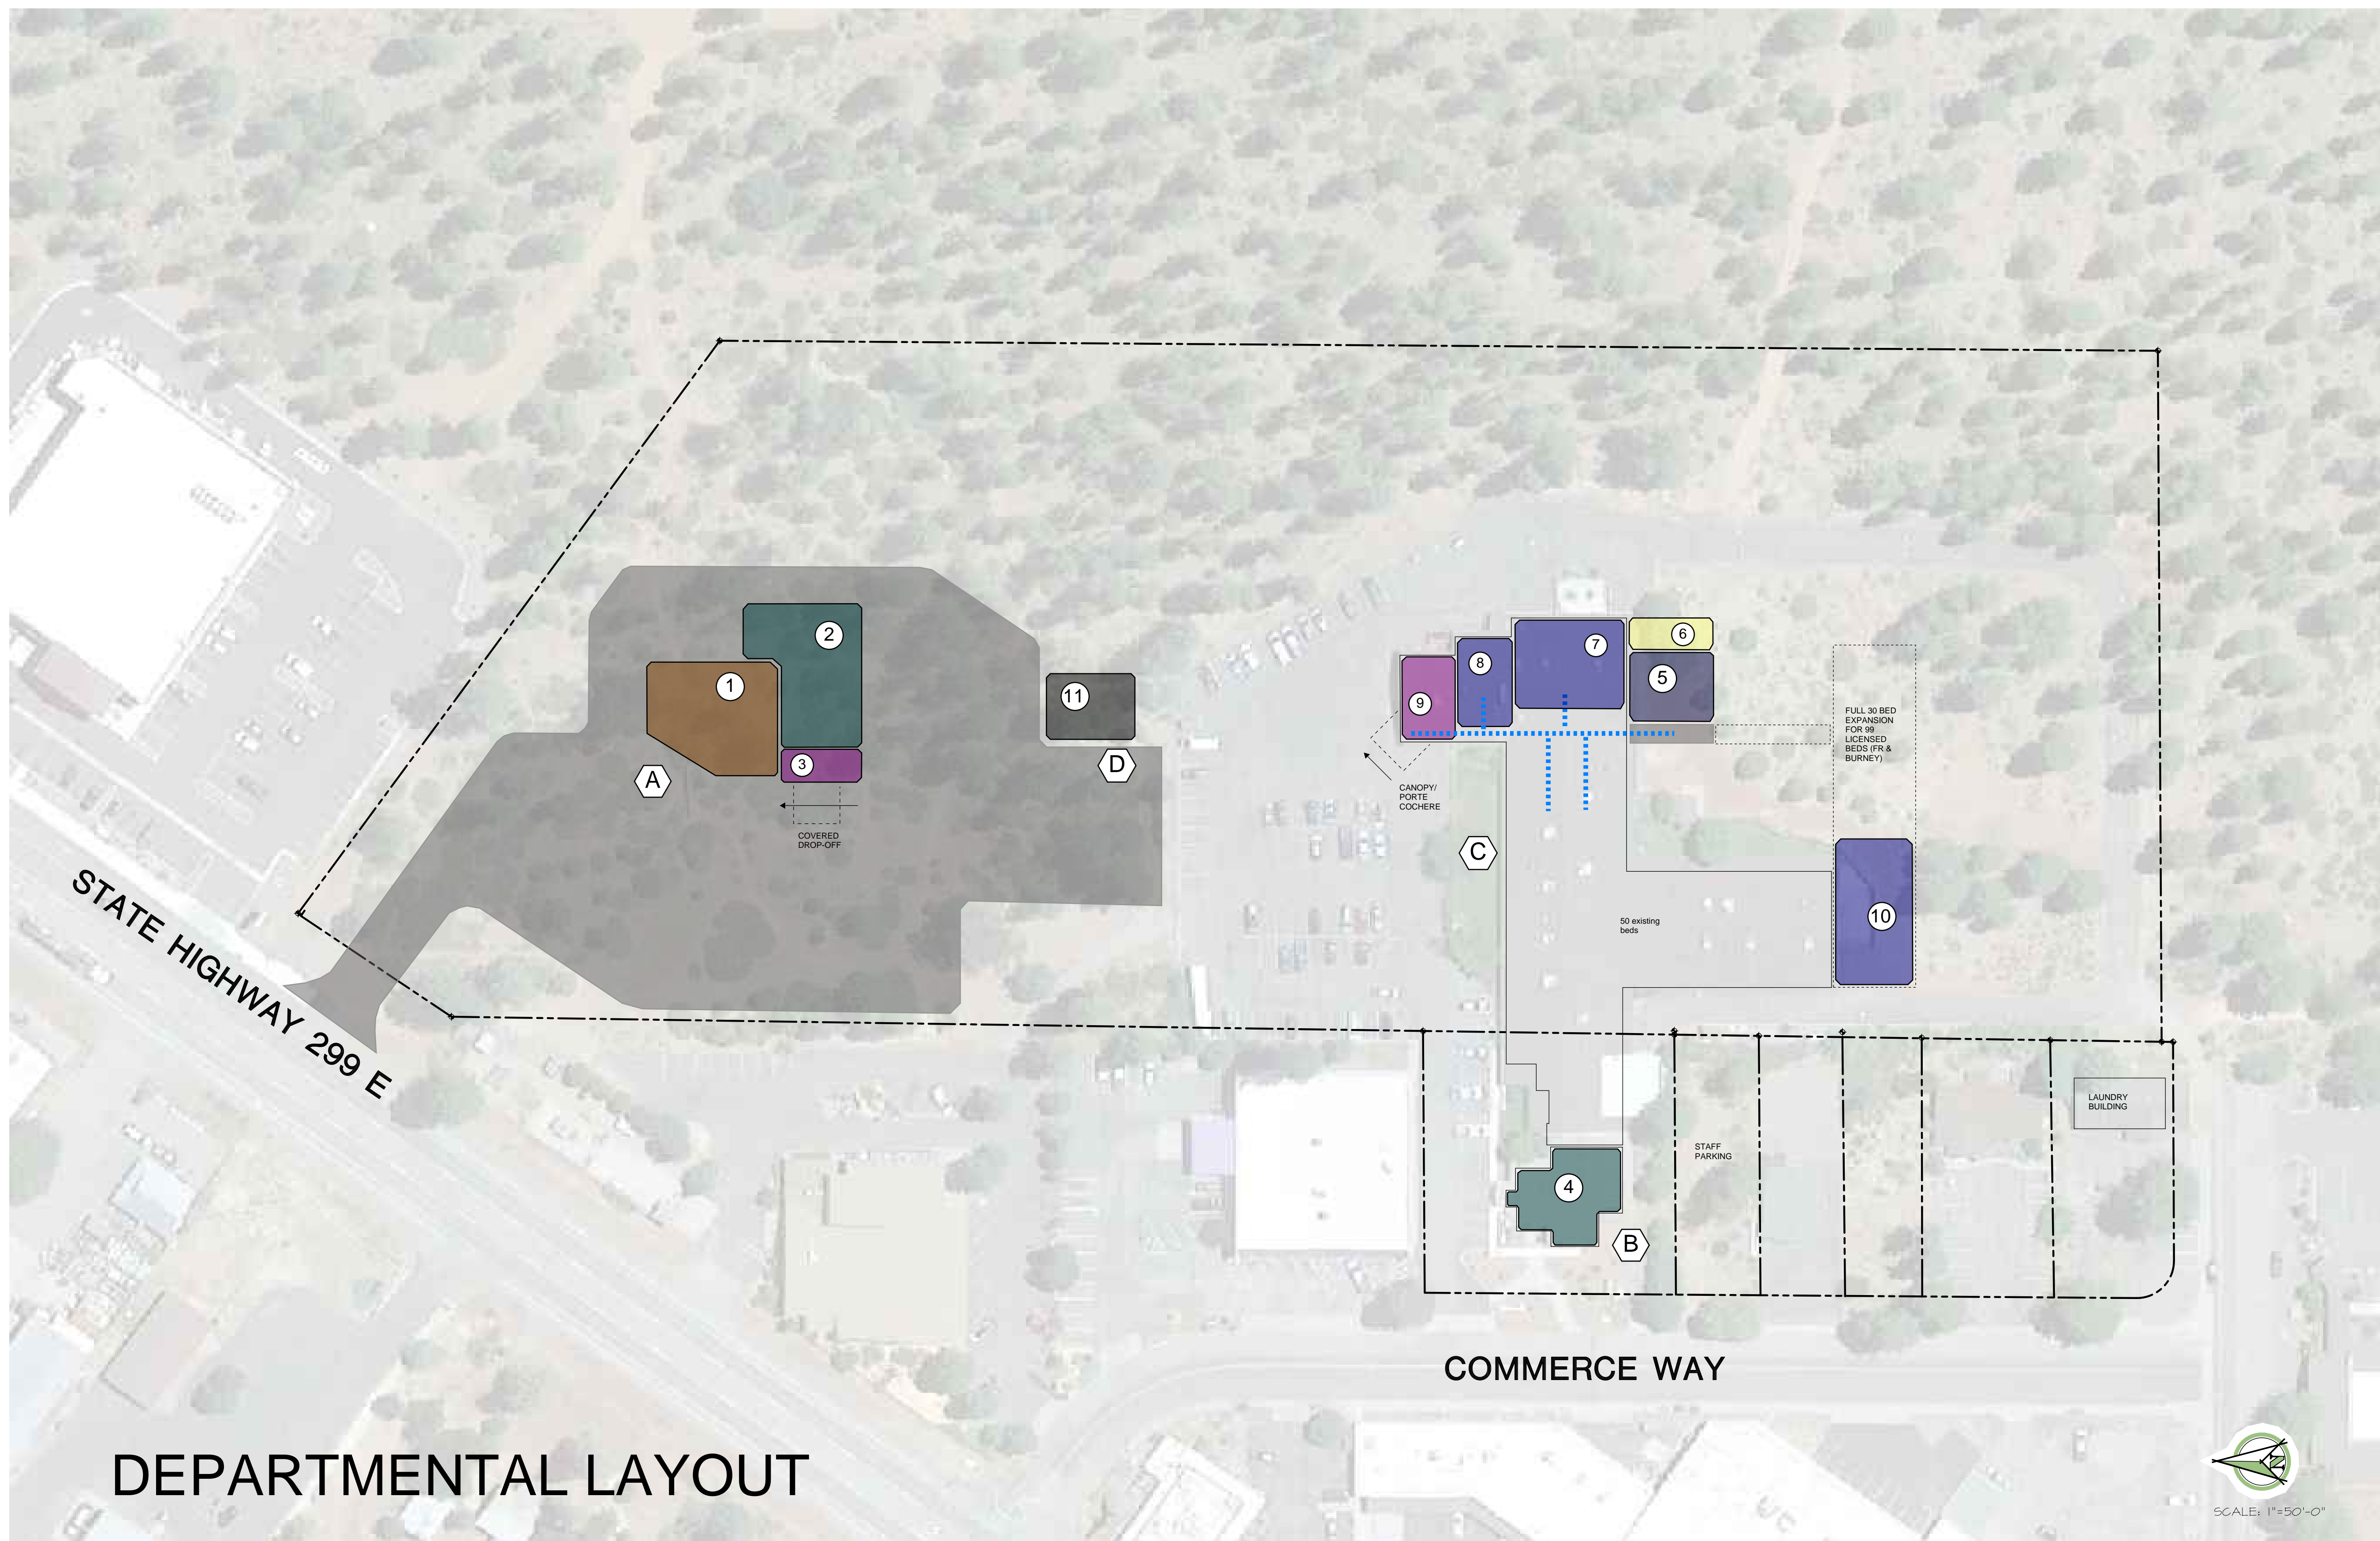 2
1
3
A
COVERED
DROP-OFF
11
D
9
8
7
6
5
CANOPY/
PORTE
COCHERE
C
FULL 30 BED
EXPANSION
FOR 99
LICENSED
BEDS (FR &
BURNEY)
50 existing
beds
10
STATE HIGHWAY 299 E
LAUNDRY
BUILDING
STAFF
PARKING
4
B
COMMERCE WAY
DEPARTMENTAL LAYOUT
N
SCALE: 1"=50'-0"